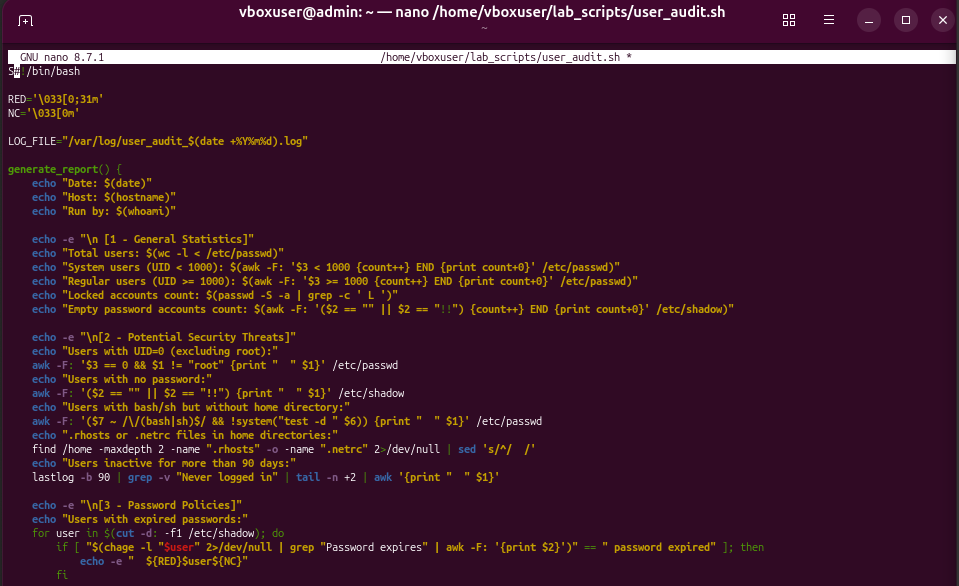 vboxuser@admin: ~ — nano /home/vboxuser/lab_scripts/user_audit.sh
~
GNU nano 8.7.1 /home/vboxuser/lab_scripts/user_audit.sh *
S#!/bin/bash
RED='\033[0;31m'
NC='\033[0m'
LOG_FILE="/var/log/user_audit_$(date +%Y%m%d).log"
generate_report() {
    echo "Date: $(date)"
    echo "Host: $(hostname)"
    echo "Run by: $(whoami)"
    echo -e "\n [1 - General Statistics]"
    echo "Total users: $(wc -l < /etc/passwd)"
    echo "System users (UID < 1000): $(awk -F: '$3 < 1000 {count++} END {print count+0}' /etc/passwd)"
    echo "Regular users (UID >= 1000): $(awk -F: '$3 >= 1000 {count++} END {print count+0}' /etc/passwd)"
    echo "Locked accounts count: $(passwd -S -a | grep -c ' L ')"
    echo "Empty password accounts count: $(awk -F: '($2 == "" || $2 == "!!") {count++} END {print count+0}' /etc/shadow)"
    echo -e "\n[2 - Potential Security Threats]"
    echo "Users with UID=0 (excluding root):"
    awk -F: '$3 == 0 && $1 != "root" {print "  " $1}' /etc/passwd
    echo "Users with no password:"
    awk -F: '($2 == "" || $2 == "!!") {print "  " $1}' /etc/shadow
    echo "Users with bash/sh but without home directory:"
    awk -F: '($7 ~ /\/(bash|sh)$/ && !system("test -d " $6)) {print "  " $1}' /etc/passwd
    echo ".rhosts or .netrc files in home directories:"
    find /home -maxdepth 2 -name ".rhosts" -o -name ".netrc" 2>/dev/null | sed 's/^/  /'
    echo "Users inactive for more than 90 days:"
    lastlog -b 90 | grep -v "Never logged in" | tail -n +2 | awk '{print "  " $1}'
    echo -e "\n[3 - Password Policies]"
    echo "Users with expired passwords:"
    for user in $(cut -d: -f1 /etc/shadow); do
        if [ "$(chage -l "$user" 2>/dev/null | grep "Password expires" | awk -F: '{print $2}')" == " password expired" ]; then
            echo -e "  ${RED}$user${NC}"
        fi